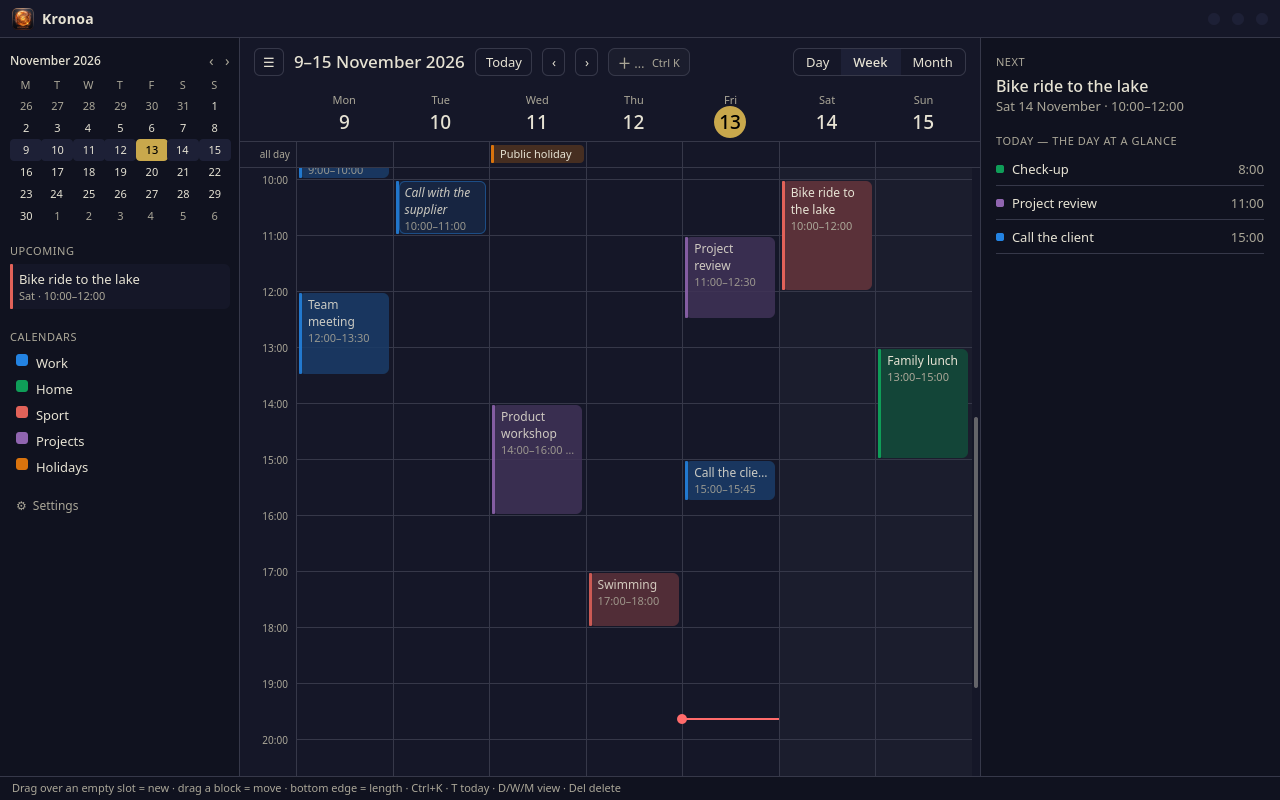 Kronoa
November 2026 ‹ ›
M T W T F S S
26 27 28 29 30 31 1
2 3 4 5 6 7 8
9 10 11 12 13 14 15
16 17 18 19 20 21 22
23 24 25 26 27 28 29
30 1 2 3 4 5 6
UPCOMING
Bike ride to the lake
Sat · 10:00–12:00
CALENDARS
Work
Home
Sport
Projects
Holidays
⚙ Settings
☰ 9–15 November 2026 Today ‹ › + ... Ctrl K Day Week Month
Mon Tue Wed Thu Fri Sat Sun
9 10 11 12 13 14 15
all day
Public holiday
9:00–10:00
10:00
11:00
12:00
13:00
14:00
15:00
16:00
17:00
18:00
19:00
20:00
Team
meeting
12:00–13:30
Call with the
supplier
10:00–11:00
Product
workshop
14:00–16:00 ...
Swimming
17:00–18:00
Project
review
11:00–12:30
Call the clie...
15:00–15:45
Bike ride to
the lake
10:00–12:00
Family lunch
13:00–15:00
NEXT
Bike ride to the lake
Sat 14 November · 10:00–12:00
TODAY — THE DAY AT A GLANCE
Check-up 8:00
Project review 11:00
Call the client 15:00
Drag over an empty slot = new · drag a block = move · bottom edge = length · Ctrl+K · T today · D/W/M view · Del delete